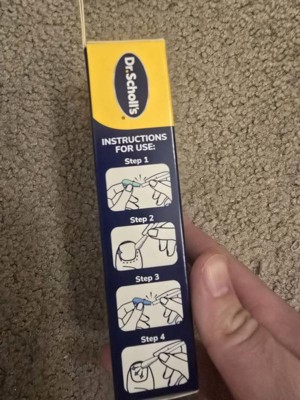 Dr. Scholl's
INSTRUCTIONS
FOR USE:
Step 1
Step 2
Step 3
Step 4